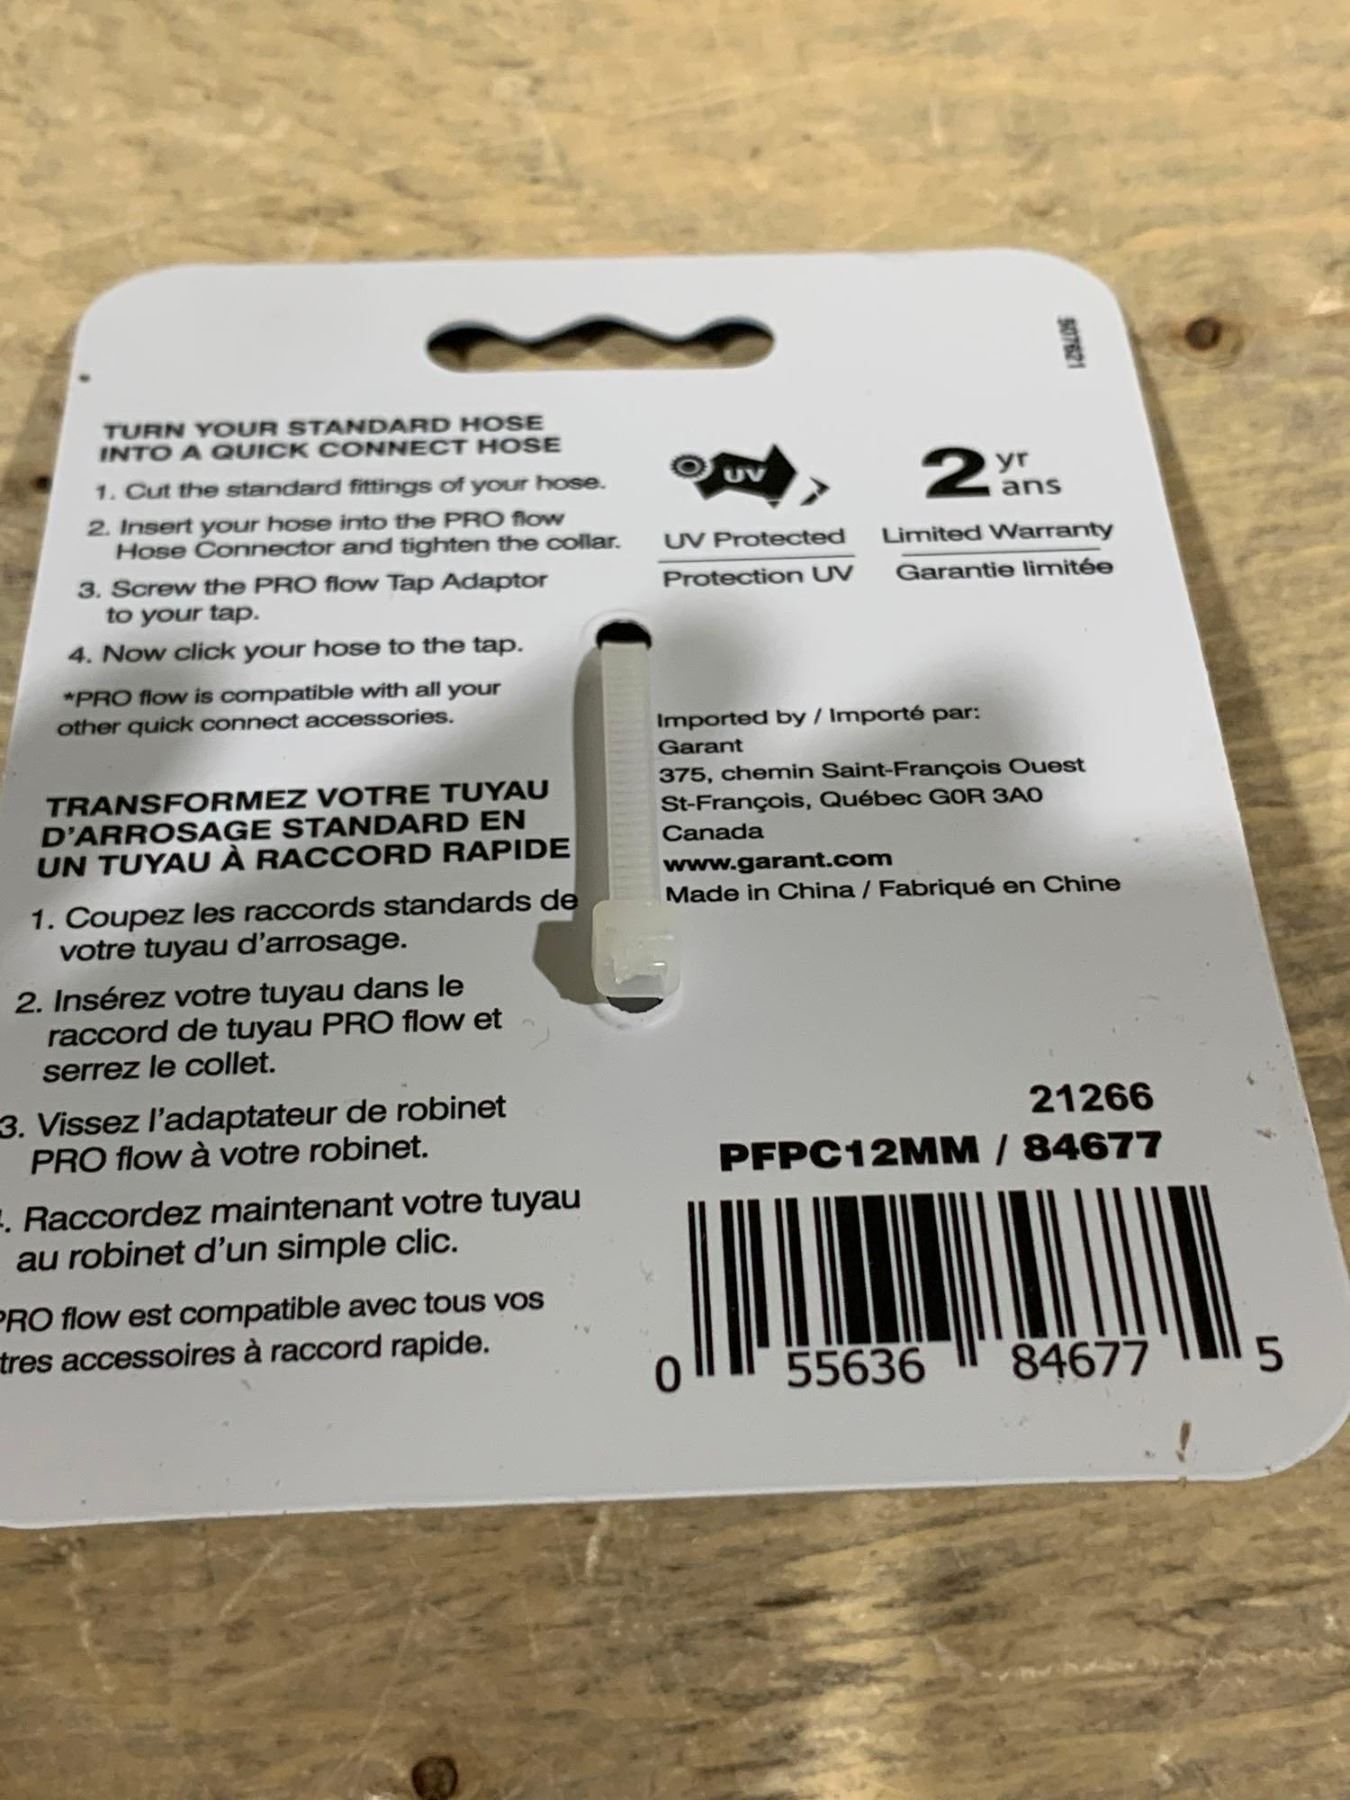 507621
TURN YOUR STANDARD HOSE
INTO A QUICK CONNECT HOSE
1. Cut the standard fittings of your hose.
2. Insert your hose into the PRO flow
Hose Connector and tighten the collar.
3. Screw the PRO flow Tap Adaptor
to your tap.
4. Now click your hose to the tap.
*PRO flow is compatible with all your
other quick connect accessories.
TRANSFORMEZ VOTRE TUYAU
D'ARROSAGE STANDARD EN
UN TUYAU À RACCORD RAPIDE
1. Coupez les raccords standards de
votre tuyau d'arrosage.
2. Insérez votre tuyau dans le
raccord de tuyau PRO flow et
serrez le collet.
3. Vissez l'adaptateur de robinet
PRO flow à votre robinet.
. Raccordez maintenant votre tuyau
au robinet d'un simple clic.
PRO flow est compatible avec tous vos
tres accessoires à raccord rapide.
UV
UV Protected
Protection UV
2 yr
ans
Limited Warranty
Garantie limitée
Imported by / Importé par:
Garant
375, chemin Saint-François Ouest
St-François, Québec G0R 3A0
Canada
www.garant.com
Made in China / Fabriqué en Chine
21266
PFPC12MM / 84677
0 55636 84677 5